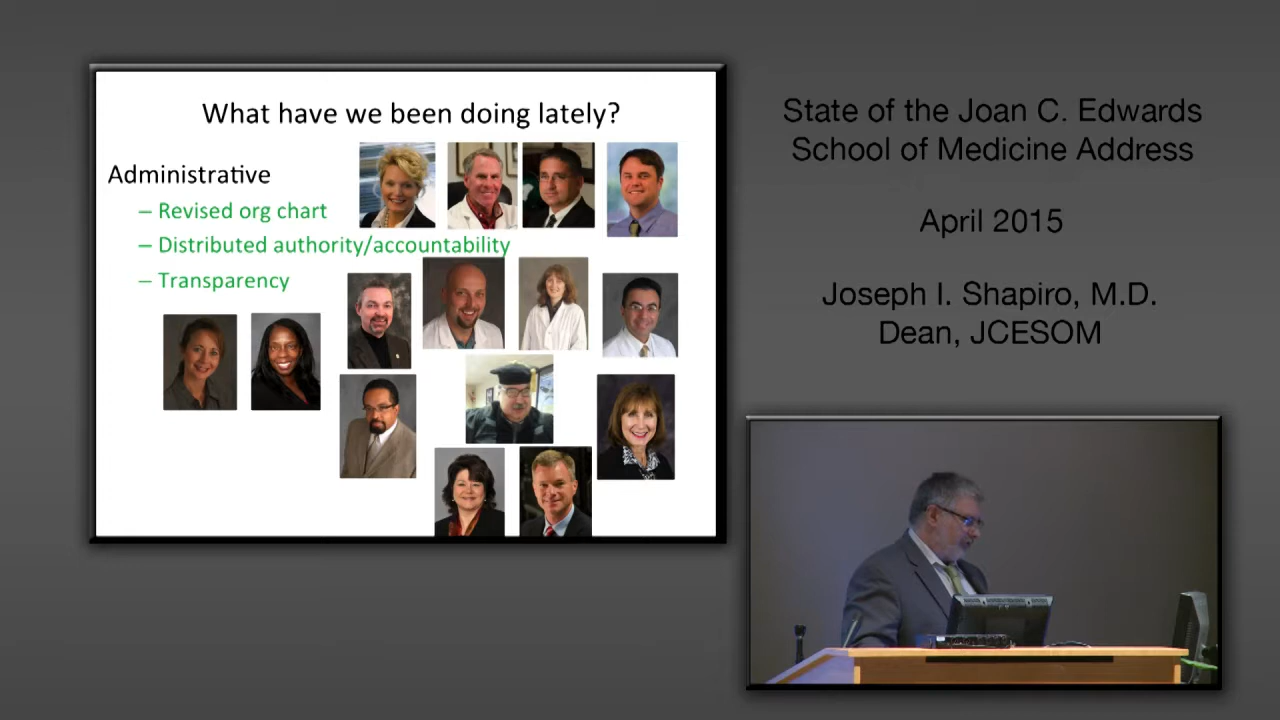 What have we been doing lately?
Administrative
– Revised org chart
– Distributed authority/accountability
– Transparency
State of the Joan C. Edwards
School of Medicine Address
April 2015
Joseph I. Shapiro, M.D.
Dean, JCESOM